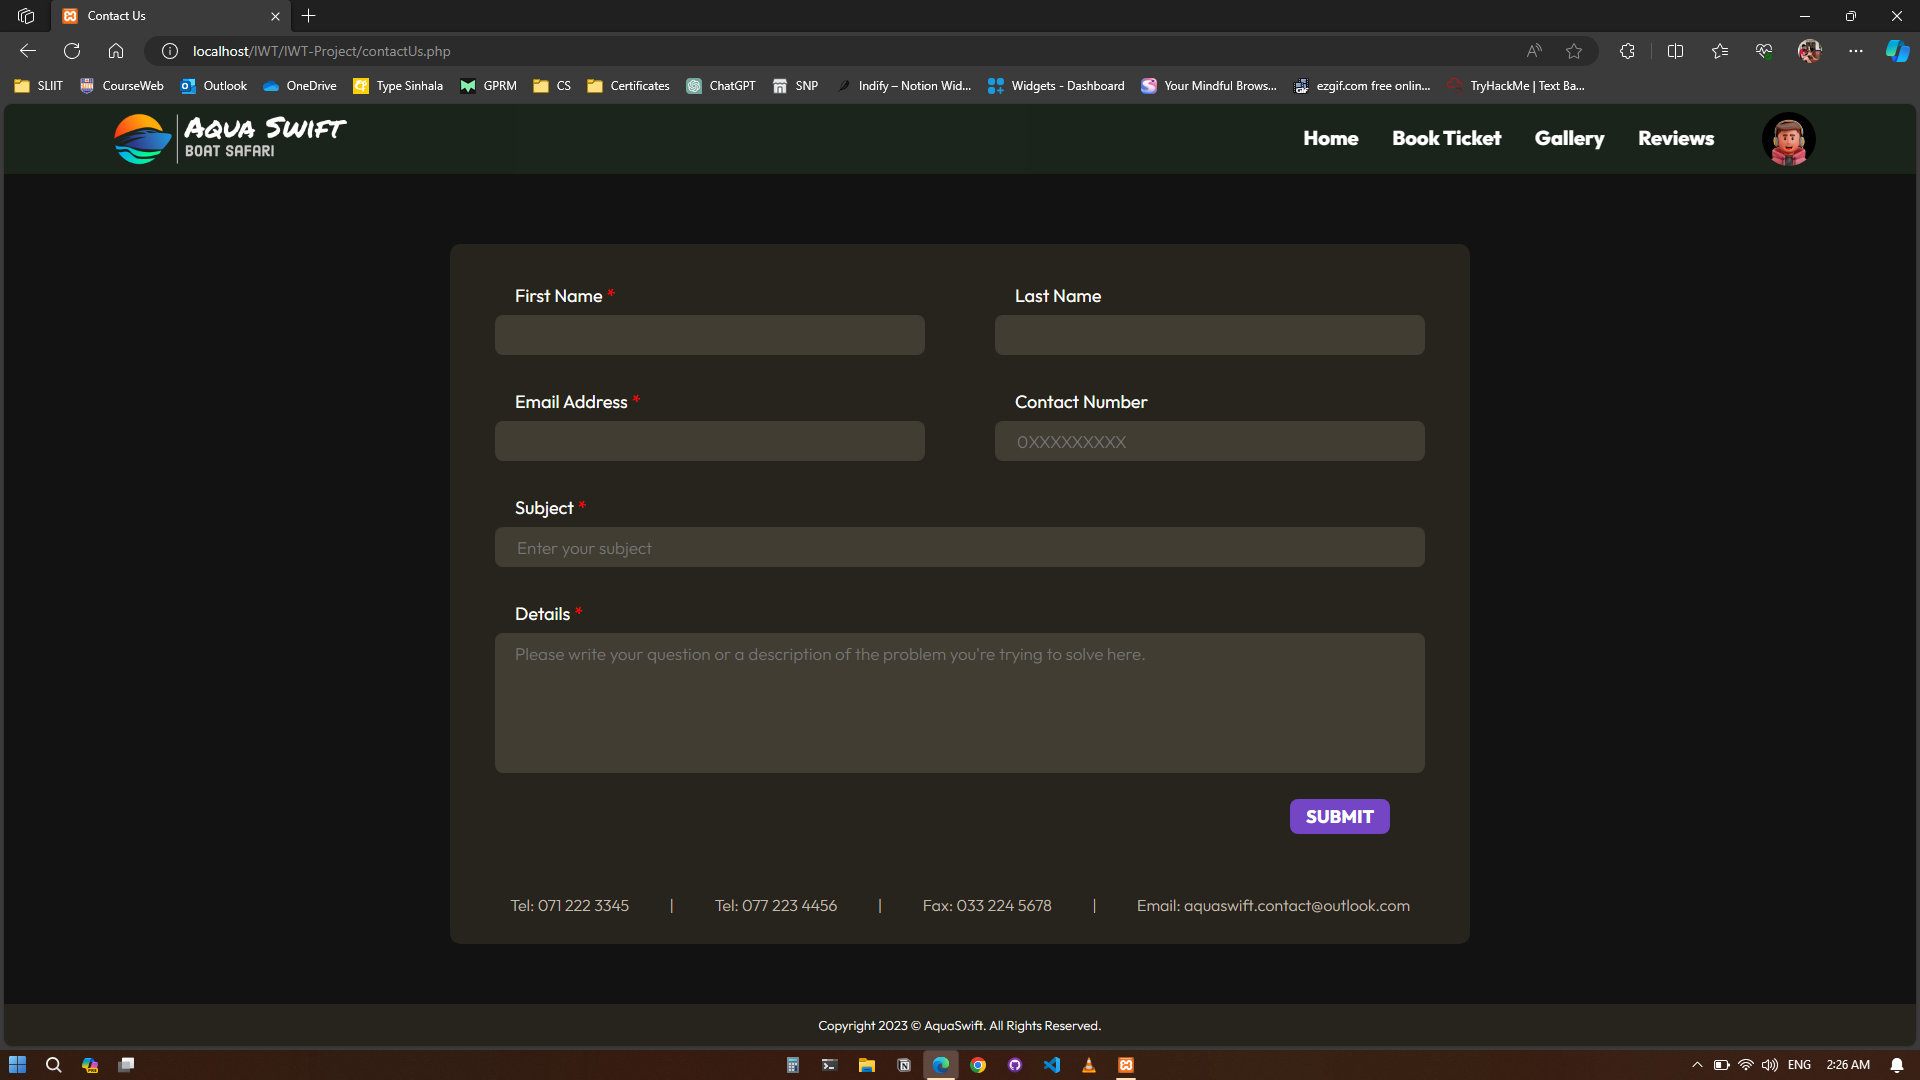 Contact Us
localhost/IWT/IWT-Project/contactUs.php
SLIIT CourseWeb Outlook OneDrive Type Sinhala GPRM CS Certificates ChatGPT SNP Indify – Notion Wid... Widgets - Dashboard Your Mindful Brows... ezgif.com free onlin... TryHackMe | Text Ba...
Aqua Swift
BOAT SAFARI
Home Book Ticket Gallery Reviews
First Name * Last Name
Email Address * Contact Number
0XXXXXXXXX
Subject *
Enter your subject
Details *
Please write your question or a description of the problem you're trying to solve here.
SUBMIT
Tel: 071 222 3345 | Tel: 077 223 4456 | Fax: 033 224 5678 | Email: aquaswift.contact@outlook.com
Copyright 2023 © AquaSwift. All Rights Reserved.
ENG 2:26 AM